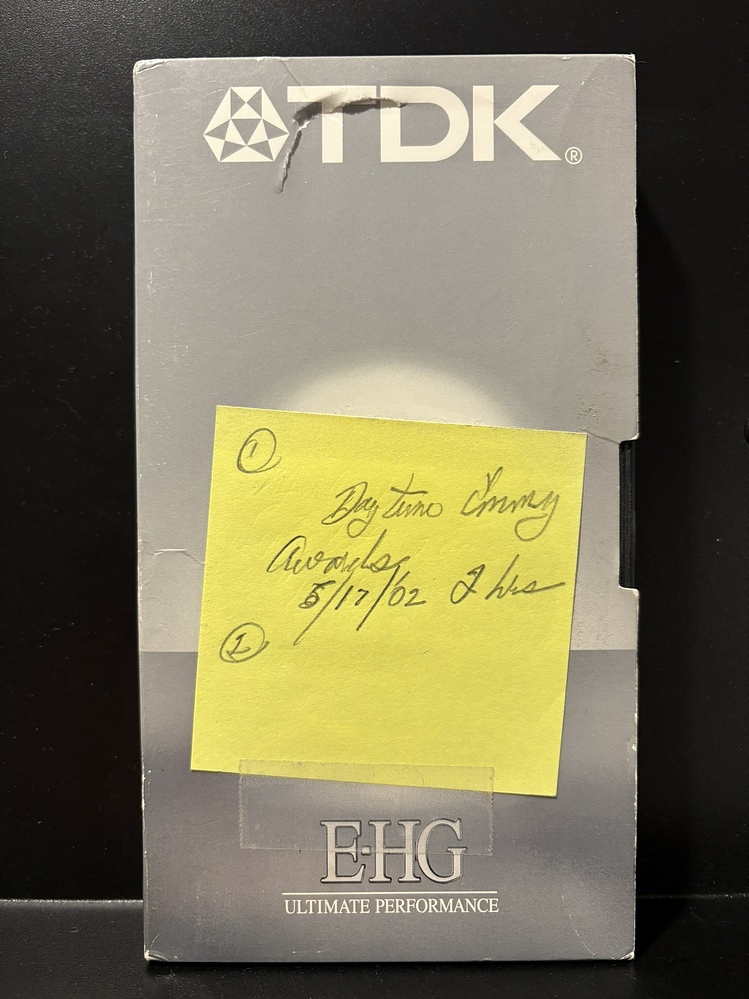 TDK®
①
Daytime Emmy
Awards
5/17/02 2 hrs
②
E·HG
ULTIMATE PERFORMANCE